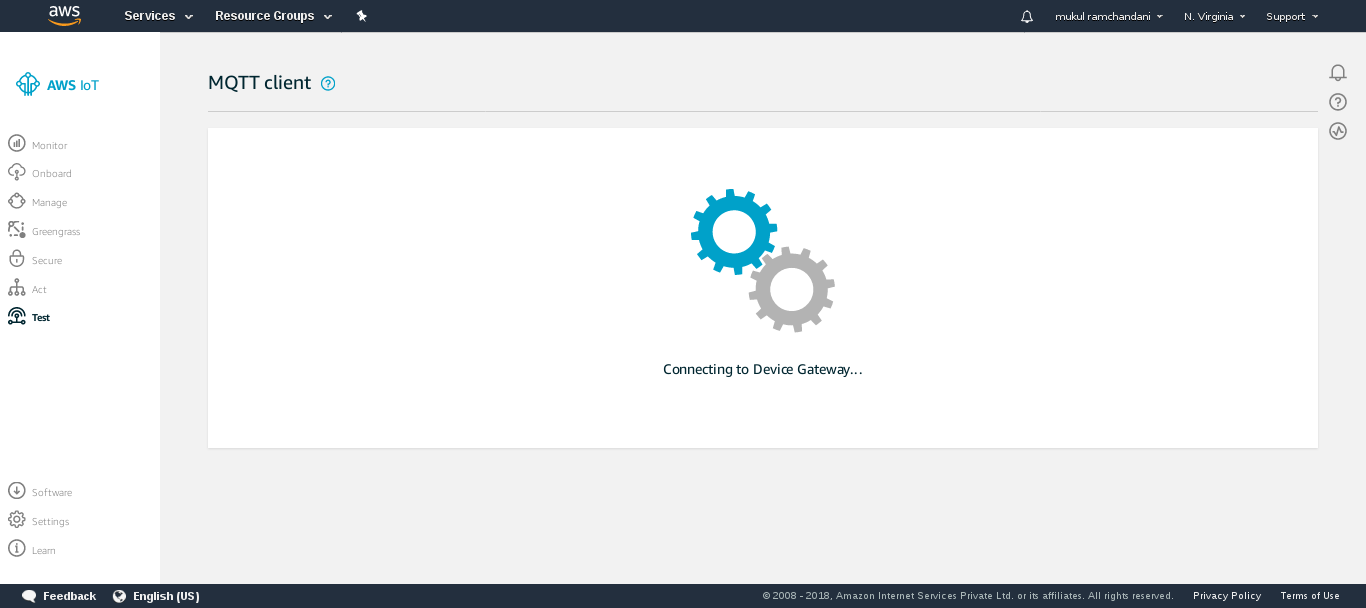 aws Services Resource Groups mukul ramchandani N. Virginia Support
AWS IoT
MQTT client ?
Monitor
Onboard
Manage
Greengrass
Secure
Act
Test
Connecting to Device Gateway...
Software
Settings
Learn
Feedback English (US) © 2008 - 2018, Amazon Internet Services Private Ltd. or its affiliates. All rights reserved. Privacy Policy Terms of Use